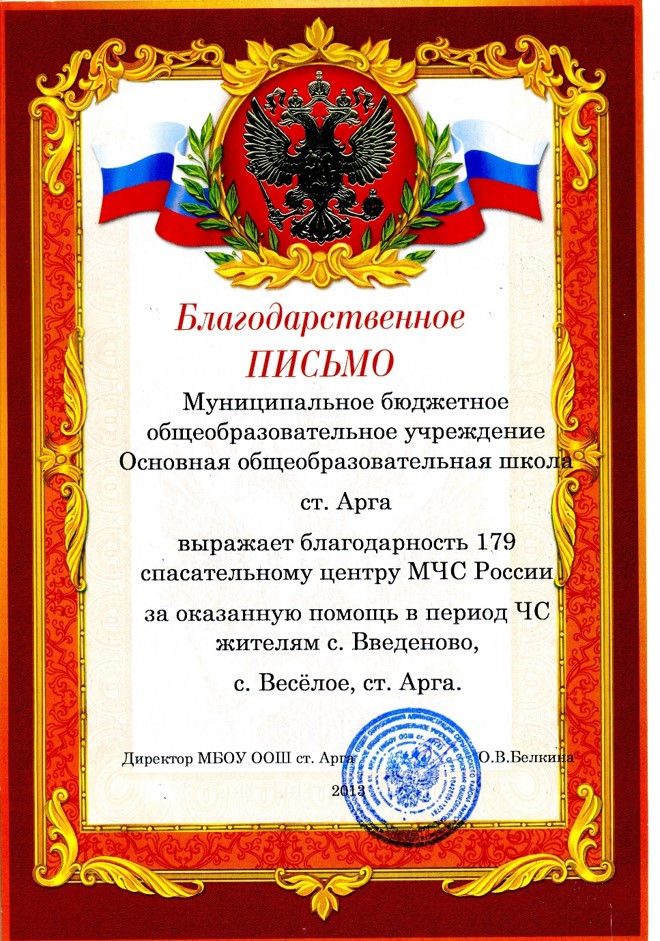 Благодарственное
ПИСЬМО
Муниципальное бюджетное
общеобразовательное учреждение
Основная общеобразовательная школа
ст. Арга
выражает благодарность 179
спасательному центру МЧС России
за оказанную помощь в период ЧС
жителям с. Введеново,
с. Весёлое, ст. Арга.
Директор МБОУ ООШ ст. Арга О.В.Белкина
2013